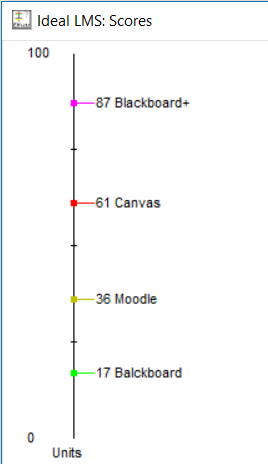 Ideal LMS: Scores
100
87 Blackboard+
61 Canvas
36 Moodle
17 Balckboard
0
Units